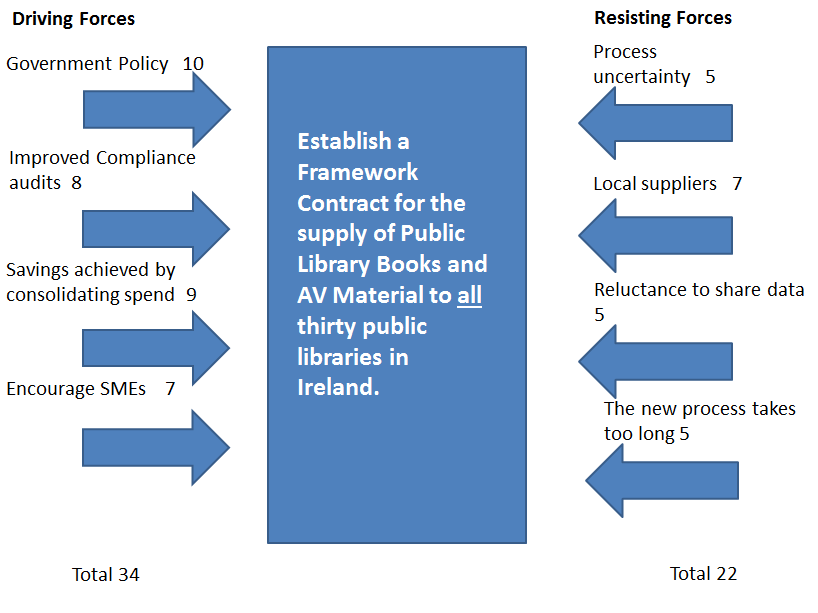 Driving Forces
Government Policy 10
Improved Compliance
audits 8
Savings achieved by
consolidating spend 9
Encourage SMEs 7
Total 34
Establish a
Framework
Contract for the
supply of Public
Library Books and
AV Material to all
thirty public
libraries in
Ireland.
Resisting Forces
Process
uncertainty 5
Local suppliers 7
Reluctance to share data
5
The new process takes
too long 5
Total 22